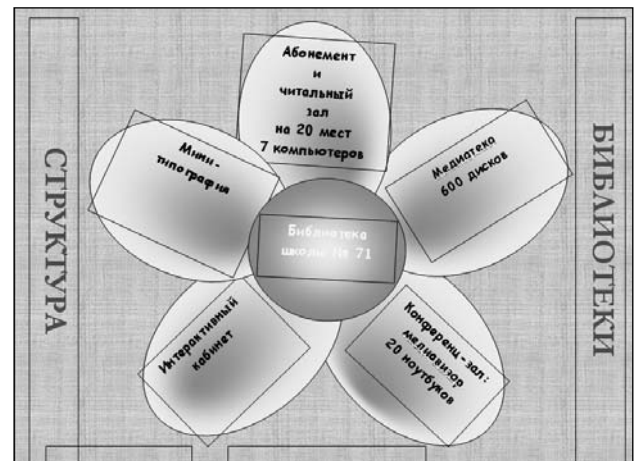 СТРУКТУРА
БИБЛИОТЕКИ
Абонемент
и
читальный
зал
на 20 мест
7 компьютеров
Мини-
типография
Медиатека
600 дисков
Библиотека
школы № 71
Интерактивный
кабинет
Конференц-зал:
медиавизор
20 ноутбуков